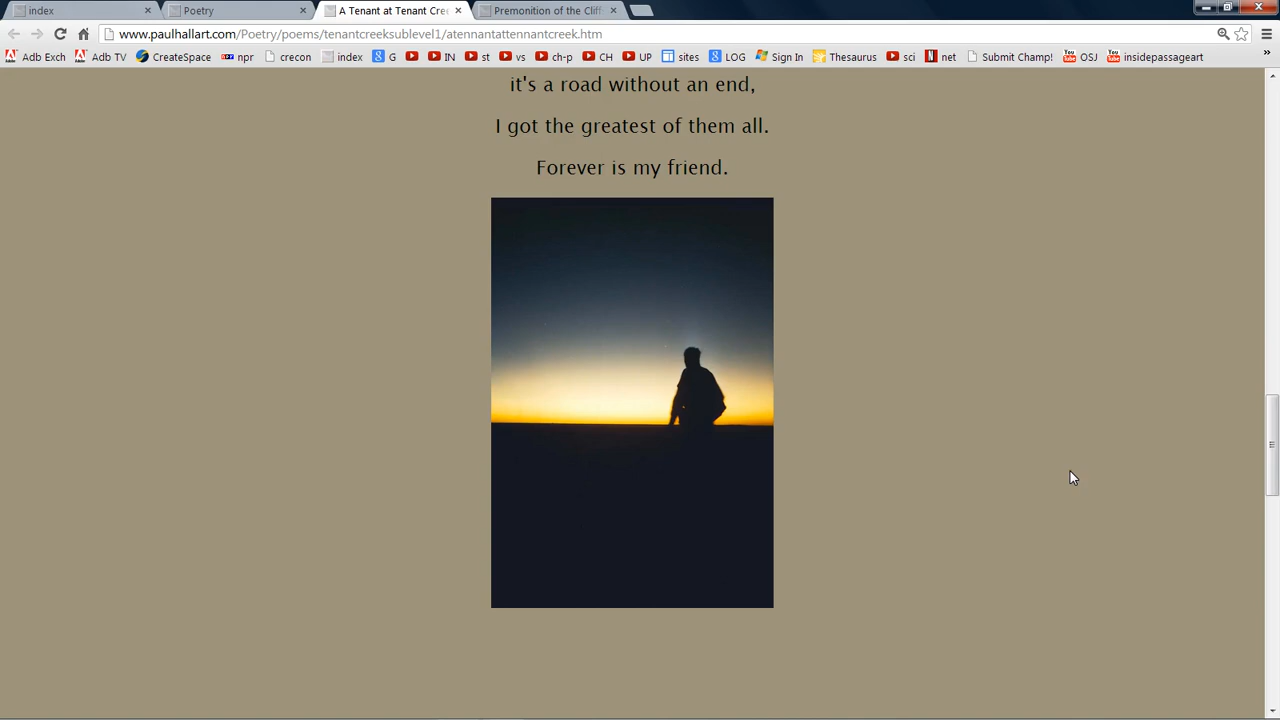 index
Poetry
A Tenant at Tenant Cree
Premonition of the Cliff
www.paulhallart.com/Poetry/poems/tenantcreeksublevel1/atennantattennantcreek.htm
Adb Exch Adb TV CreateSpace npr crecon index G IN st vs ch-p CH UP sites LOG Sign In Thesaurus sci net Submit Champ! OSJ insidepassageart
it's a road without an end,
I got the greatest of them all.
Forever is my friend.